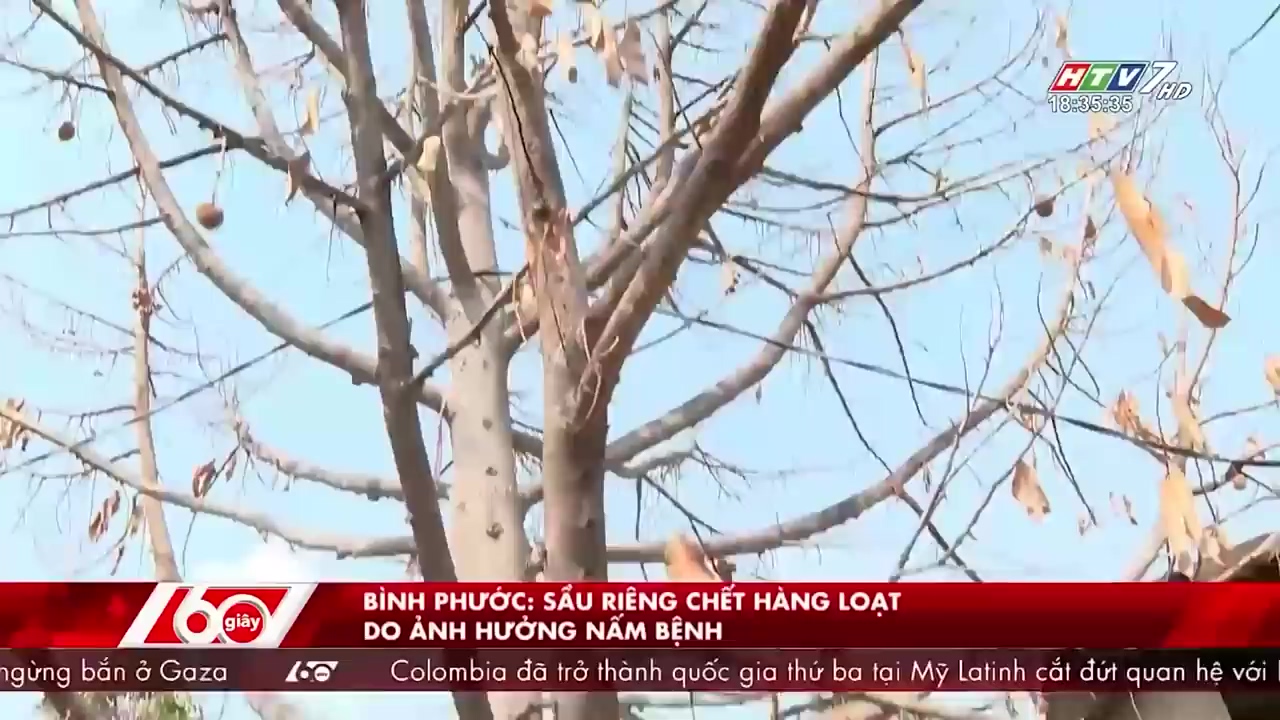 HTV7 HD
18:35:35
60 giây
BÌNH PHƯỚC: SẦU RIÊNG CHẾT HÀNG LOẠT
DO ẢNH HƯỞNG NẤM BỆNH
ngừng bắn ở Gaza 60 Colombia đã trở thành quốc gia thứ ba tại Mỹ Latinh cắt đứt quan hệ với